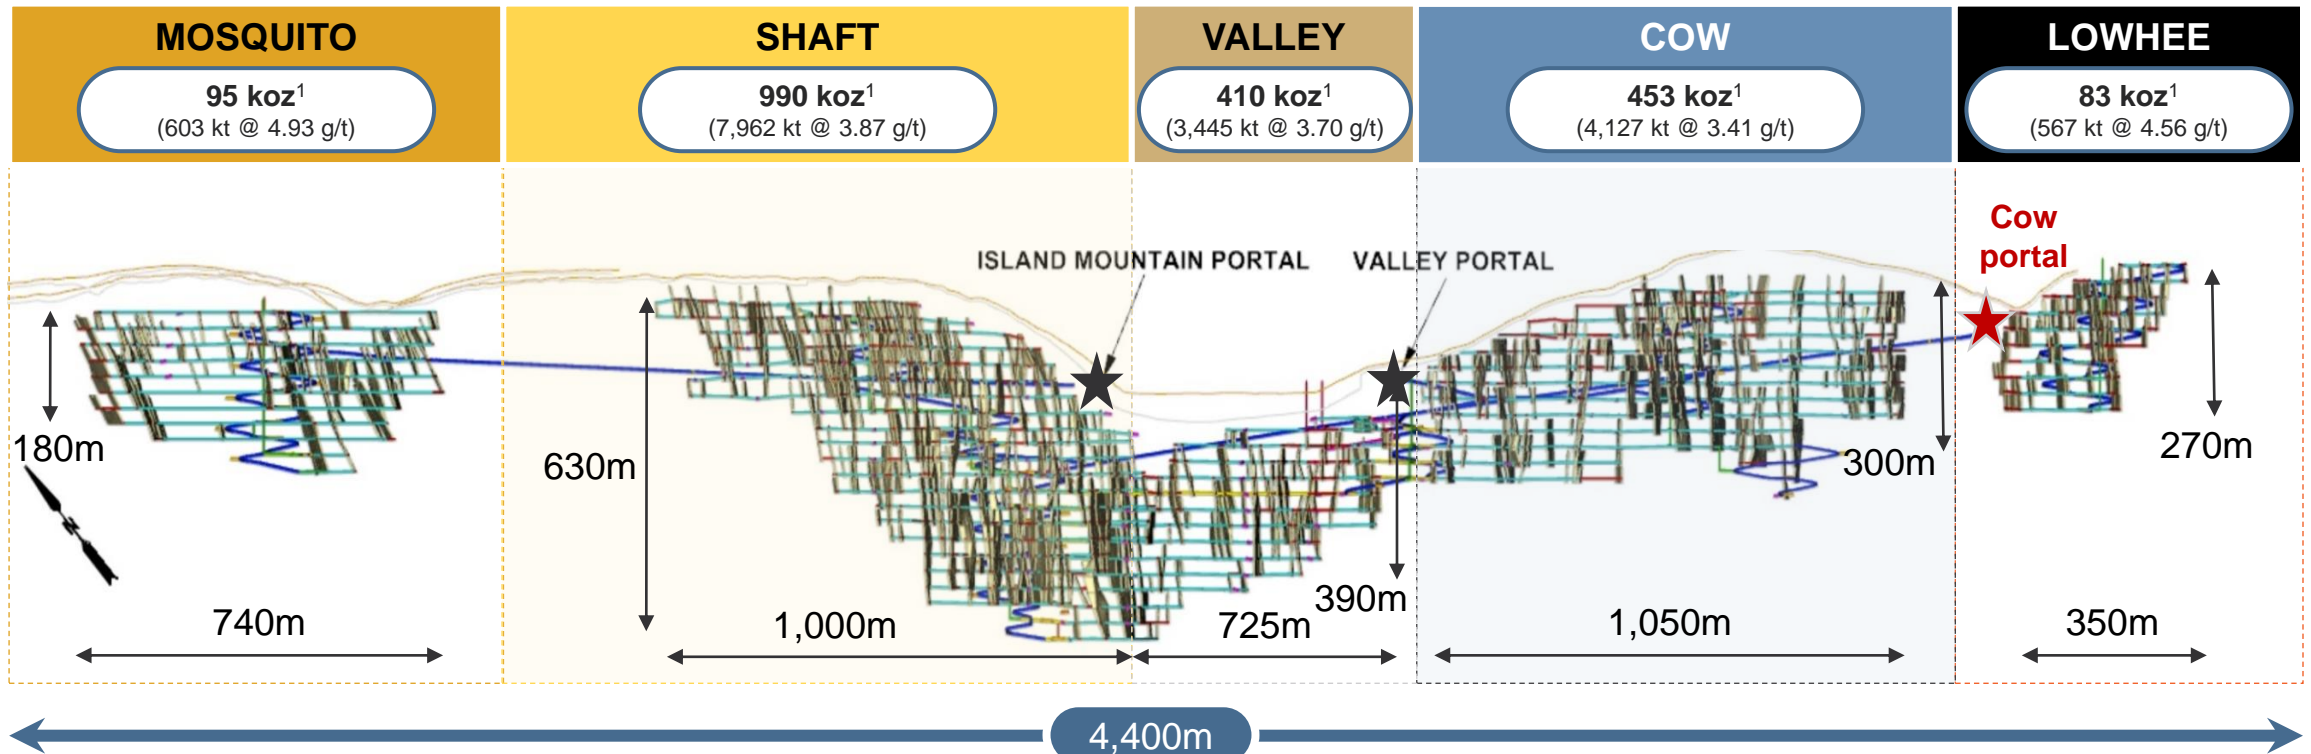 MOSQUITO
95 koz¹
(603 kt @ 4.93 g/t)
SHAFT
990 koz¹
(7,962 kt @ 3.87 g/t)
VALLEY
410 koz¹
(3,445 kt @ 3.70 g/t)
COW
453 koz¹
(4,127 kt @ 3.41 g/t)
LOWHEE
83 koz¹
(567 kt @ 4.56 g/t)
Cow
portal
ISLAND MOUNTAIN PORTAL
VALLEY PORTAL
180m
630m
390m
300m
270m
N
740m
1,000m
725m
1,050m
350m
4,400m